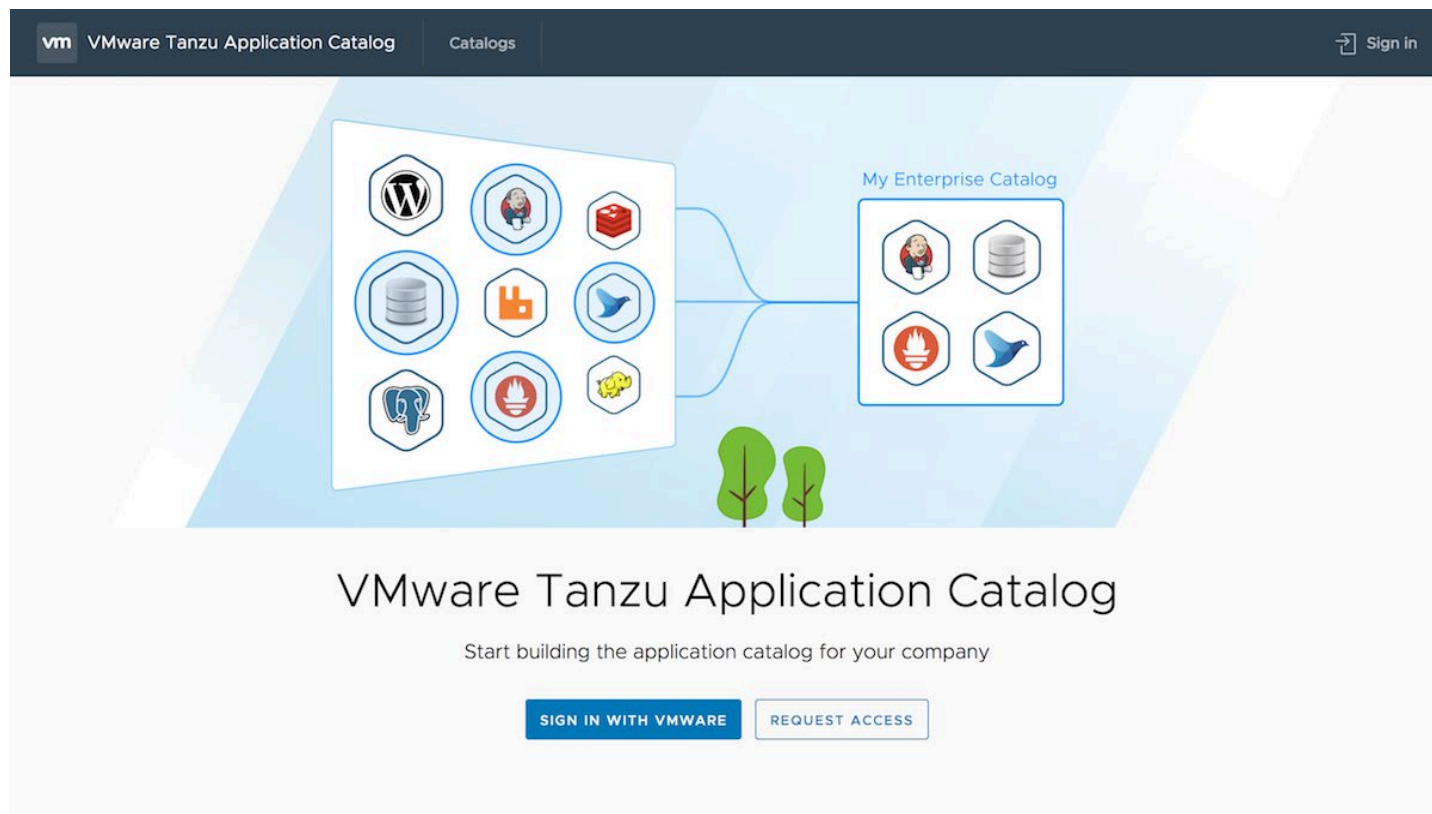 vm VMware Tanzu Application Catalog Catalogs Sign in
My Enterprise Catalog
VMware Tanzu Application Catalog
Start building the application catalog for your company
SIGN IN WITH VMWARE REQUEST ACCESS